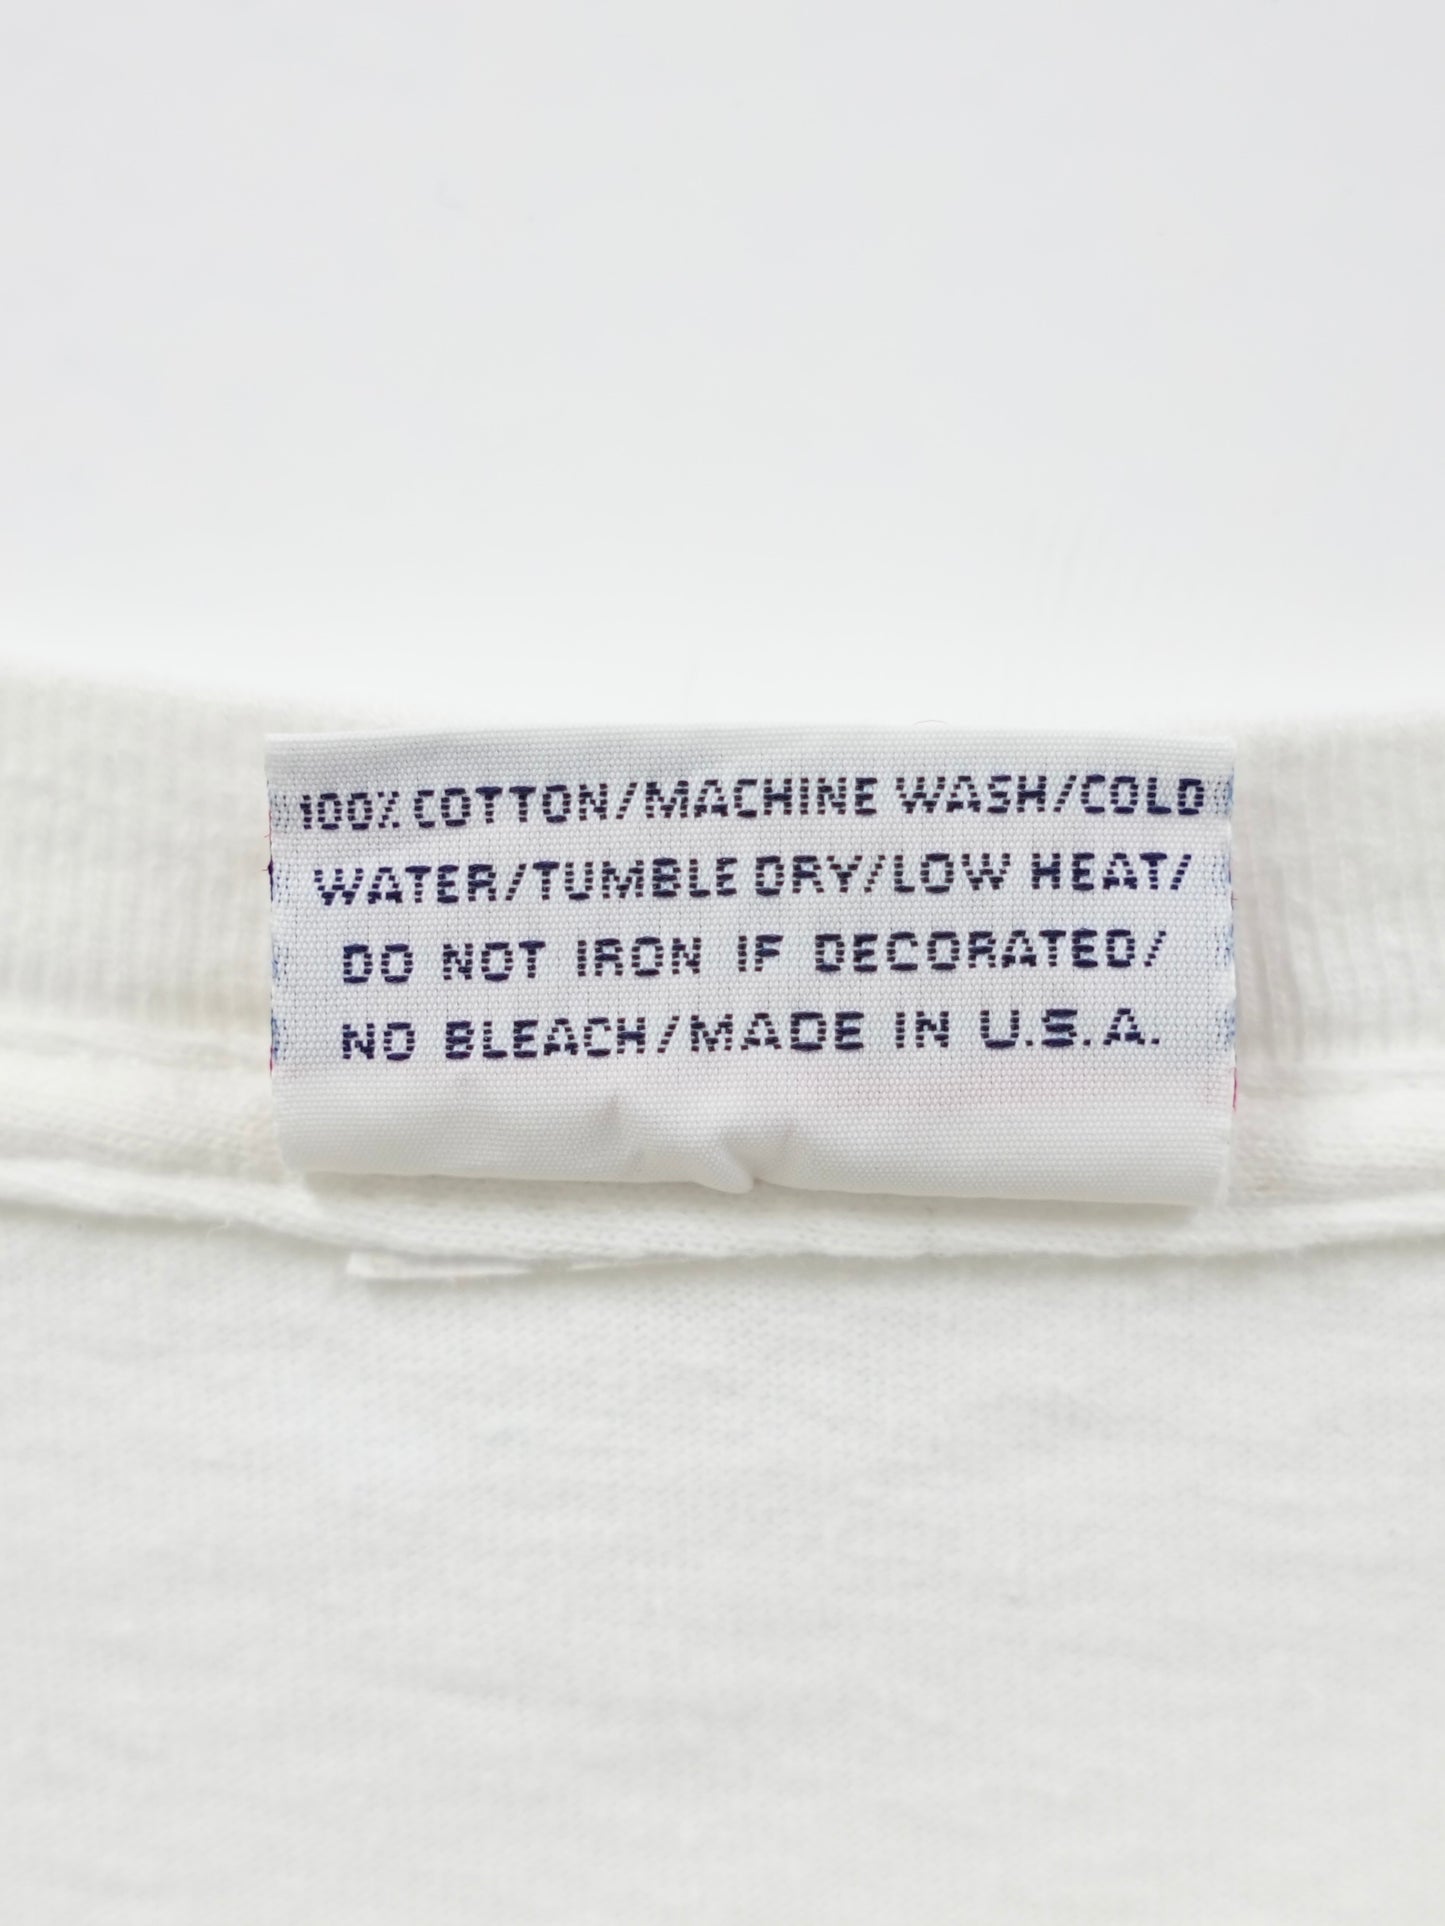 100% COTTON/MACHINE WASH/COLD
WATER/TUMBLE DRY/LOW HEAT/
DO NOT IRON IF DECORATED/
NO BLEACH/MADE IN U.S.A.